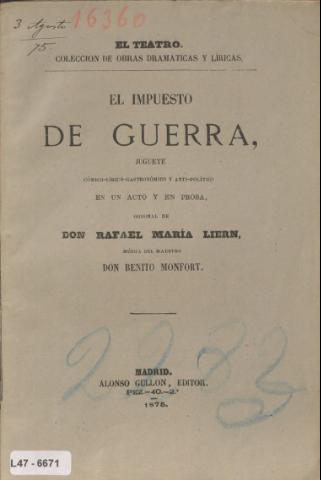 3 Agosto
75.
16360
EL TEATRO.
COLECCION DE OBRAS DRAMATICAS Y LÍRICAS.
EL IMPUESTO
DE GUERRA,
JUGUETE
CÓMICO-LÍRICO-GASTRONÓMICO Y ANTI-POLÍTICO
EN UN ACTO Y EN PROSA,
ORIGINAL DE
DON RAFAEL MARÍA LIERN,
MÚSICA DEL MAESTRO
DON BENITO MONFORT.
2282
MADRID.
ALONSO GULLON, EDITOR.
PEZ.—40.—2.º
1875.
L47 - 6671